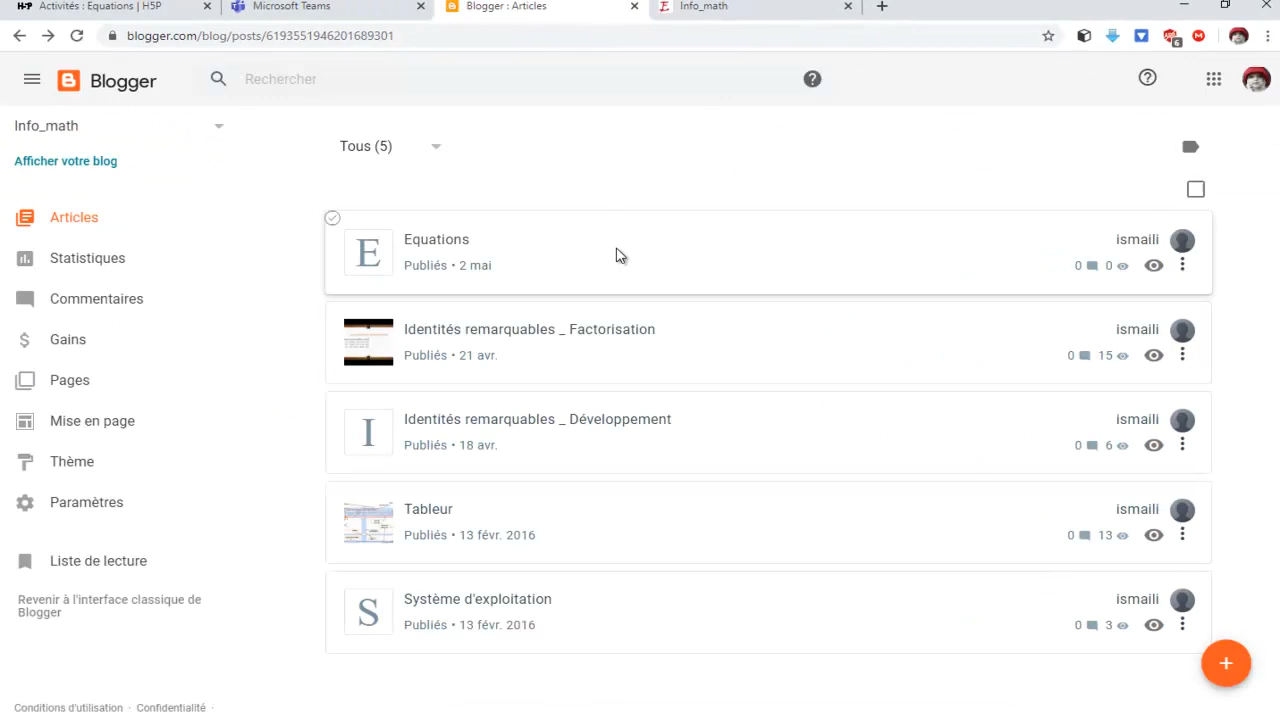 H-P Activités : Equations | H5P
Microsoft Teams
Blogger : Articles
Info_math
blogger.com/blog/posts/6193551946201689301
6
Blogger
Rechercher
Info_math
Afficher votre blog
Articles
Statistiques
Commentaires
Gains
Pages
Mise en page
Thème
Paramètres
Liste de lecture
Revenir à l'interface classique de
Blogger
Conditions d'utilisation · Confidentialité ·
Tous (5)
E
Equations
Publiés • 2 mai
ismaili
0 0
Identités remarquables _ Factorisation
Publiés • 21 avr.
ismaili
0 15
I
Identités remarquables _ Développement
Publiés • 18 avr.
ismaili
0 6
Tableur
Publiés • 13 févr. 2016
ismaili
0 13
S
Système d'exploitation
Publiés • 13 févr. 2016
ismaili
0 3